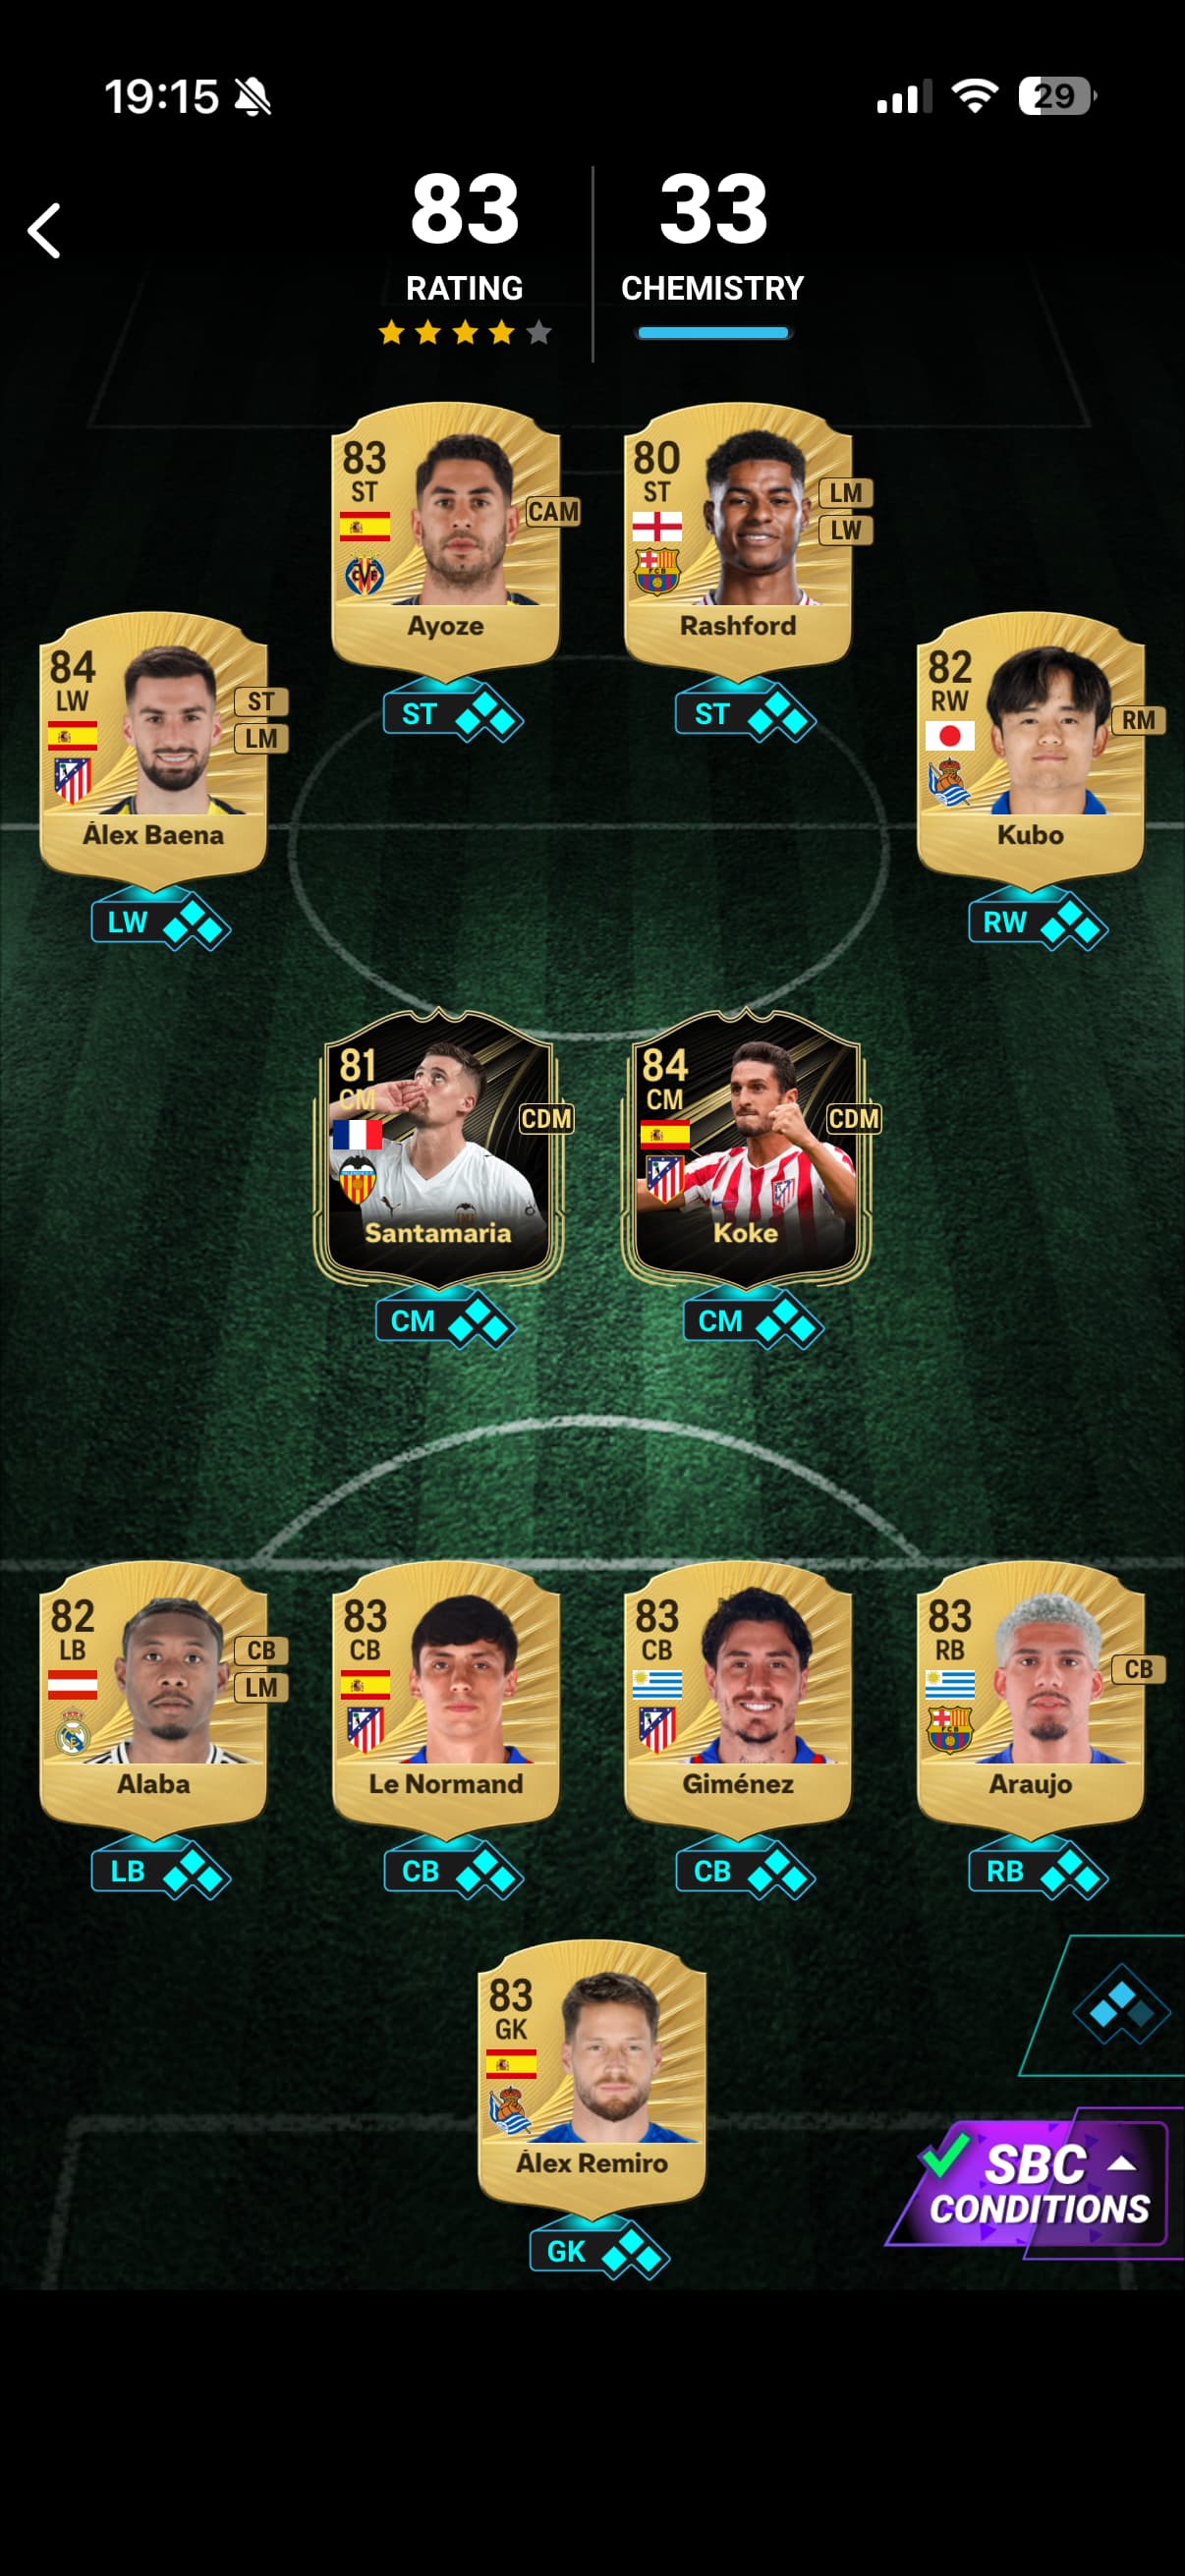 19:15
29
83
33
RATING
CHEMISTRY
83
ST
CAM
Ayoze
ST
80
ST
LM
LW
Rashford
ST
84
LW
ST
LM
Álex Baena
LW
82
RW
RM
Kubo
RW
81
CM
CDM
Santamaria
CM
84
CM
CDM
Koke
CM
82
LB
CB
LM
Alaba
LB
83
CB
Le Normand
CB
83
CB
Giménez
CB
83
RB
CB
Araujo
RB
83
GK
Álex Remiro
GK
SBC
CONDITIONS